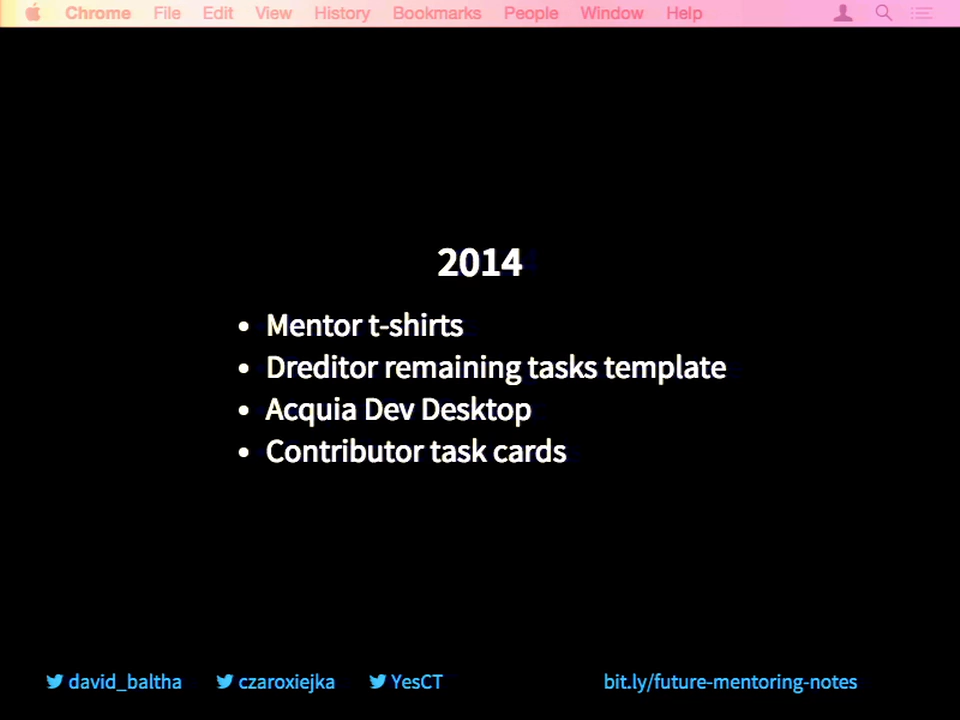 Chrome File Edit View History Bookmarks People Window Help
2014
• Mentor t-shirts
• Dreditor remaining tasks template
• Acquia Dev Desktop
• Contributor task cards
david_baltha czaroxiejka YesCT bit.ly/future-mentoring-notes